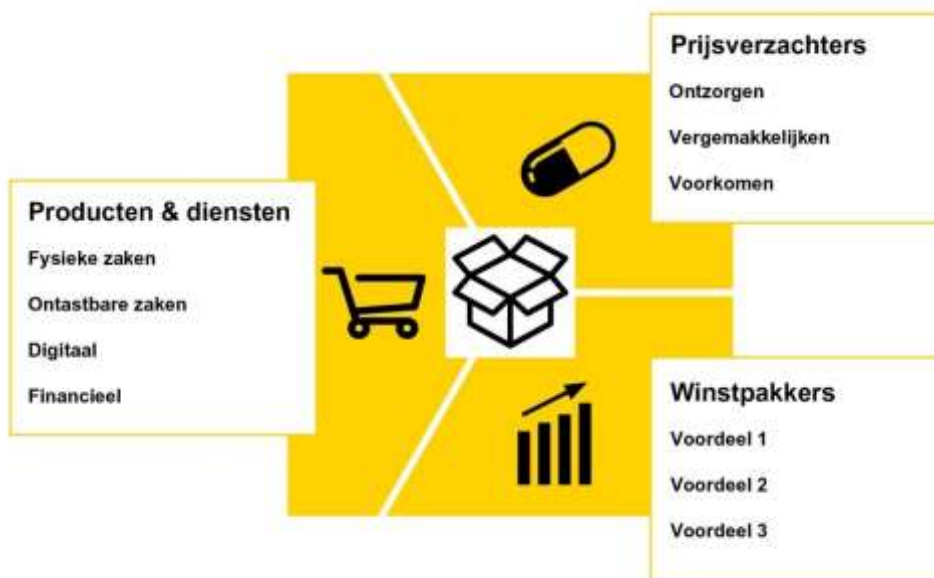 Prijsverzachters
Ontzorgen
Vergemakkelijken
Voorkomen
Producten & diensten
Fysieke zaken
Ontastbare zaken
Digitaal
Financieel
Winstpakkers
Voordeel 1
Voordeel 2
Voordeel 3